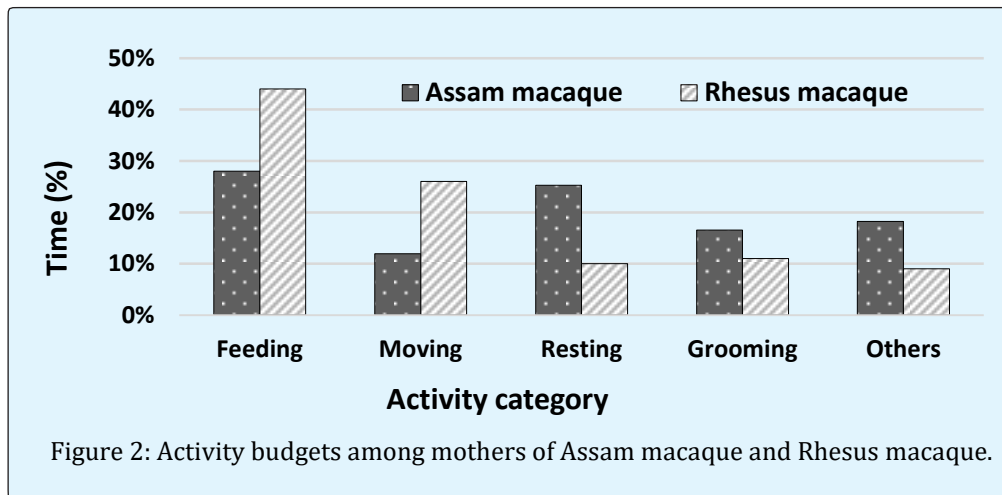 50%
Assam macaque
Rhesus macaque
40%
30%
20%
10%
0%
Time (%)
Feeding
Moving
Resting
Grooming
Others
Activity category
Figure 2: Activity budgets among mothers of Assam macaque and Rhesus macaque.